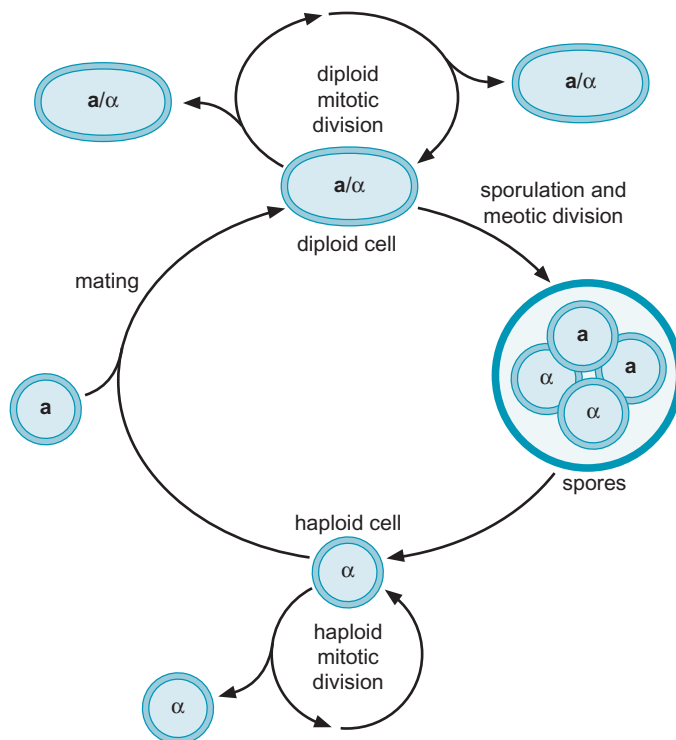 diploid
mitotic
division
a/α
a/α
a/α
diploid cell
sporulation and
meotic division
mating
a
a
α
a
α
spores
haploid cell
α
haploid
mitotic
division
α